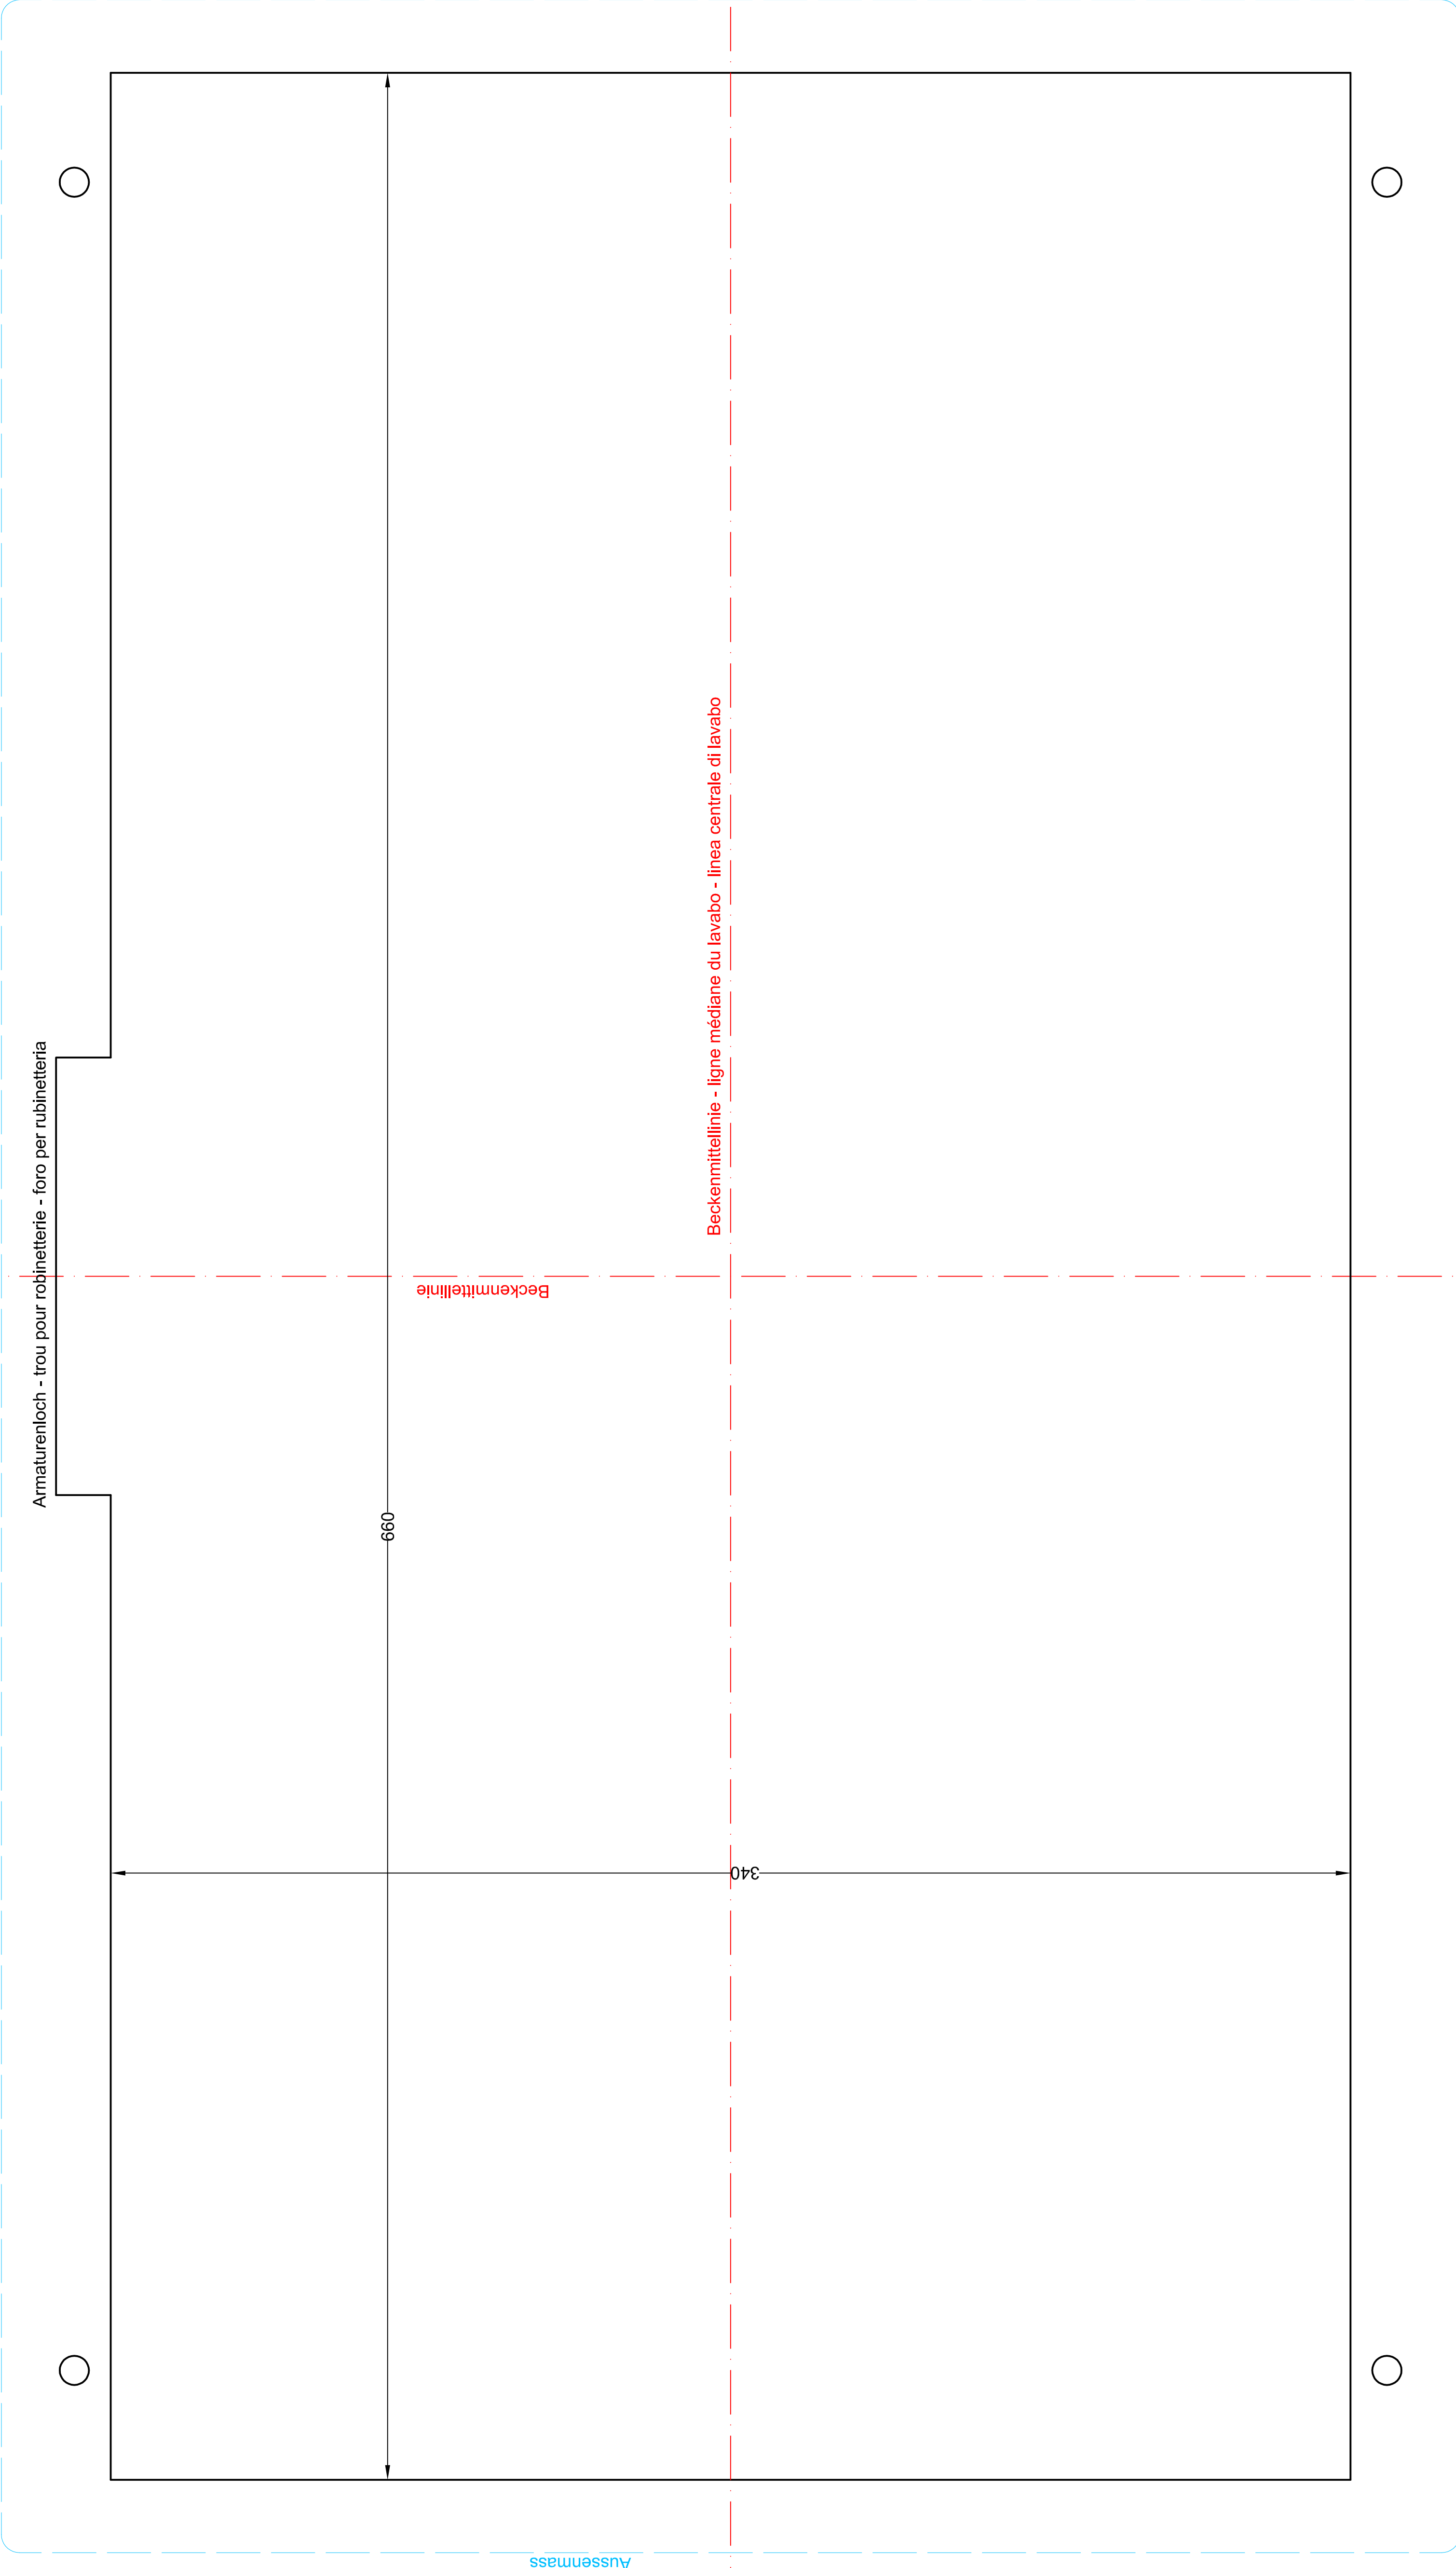 Beckenmittellinie - ligne médiane du lavabo - linea centrale di lavabo
Armaturenloch - trou pour robinetterie - foro per rubinetteria
Beckenmittellinie
660
340
Aussenmass